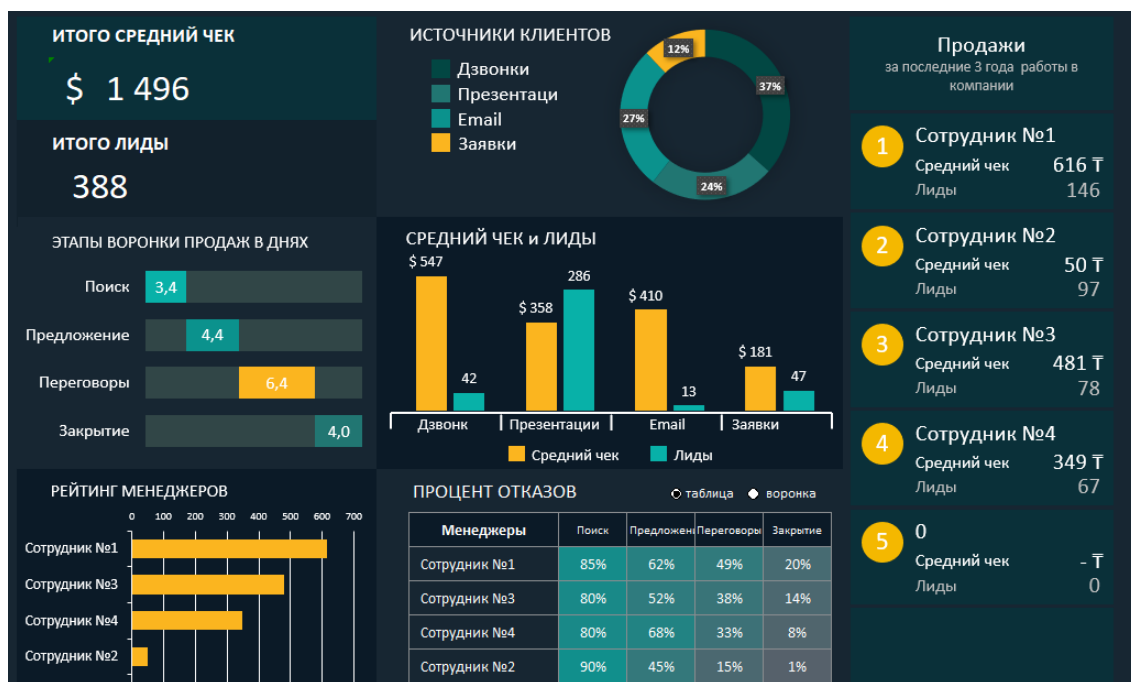 ИТОГО СРЕДНИЙ ЧЕК
$ 1 496
ИТОГО ЛИДЫ
388
ИСТОЧНИКИ КЛИЕНТОВ
Дзвонки
Презентаци
Email
Заявки
12%
37%
27%
24%
Продажи
за последние 3 года работы в
компании
1
Сотрудник №1
Средний чек 616 ₸
Лиды 146
2
Сотрудник №2
Средний чек 50 ₸
Лиды 97
3
Сотрудник №3
Средний чек 481 ₸
Лиды 78
4
Сотрудник №4
Средний чек 349 ₸
Лиды 67
5
0
Средний чек - ₸
Лиды 0
ЭТАПЫ ВОРОНКИ ПРОДАЖ В ДНЯХ
Поиск 3,4
Предложение 4,4
Переговоры 6,4
Закрытие 4,0
СРЕДНИЙ ЧЕК и ЛИДЫ
$ 547
42
$ 358
286
$ 410
13
$ 181
47
Дзвонк Презентации Email Заявки
Средний чек Лиды
РЕЙТИНГ МЕНЕДЖЕРОВ
0 100 200 300 400 500 600 700
Сотрудник №1
Сотрудник №3
Сотрудник №4
Сотрудник №2
ПРОЦЕНТ ОТКАЗОВ
таблица воронка
Менеджеры Поиск Предложен Переговоры Закрытие
Сотрудник №1 85% 62% 49% 20%
Сотрудник №3 80% 52% 38% 14%
Сотрудник №4 80% 68% 33% 8%
Сотрудник №2 90% 45% 15% 1%